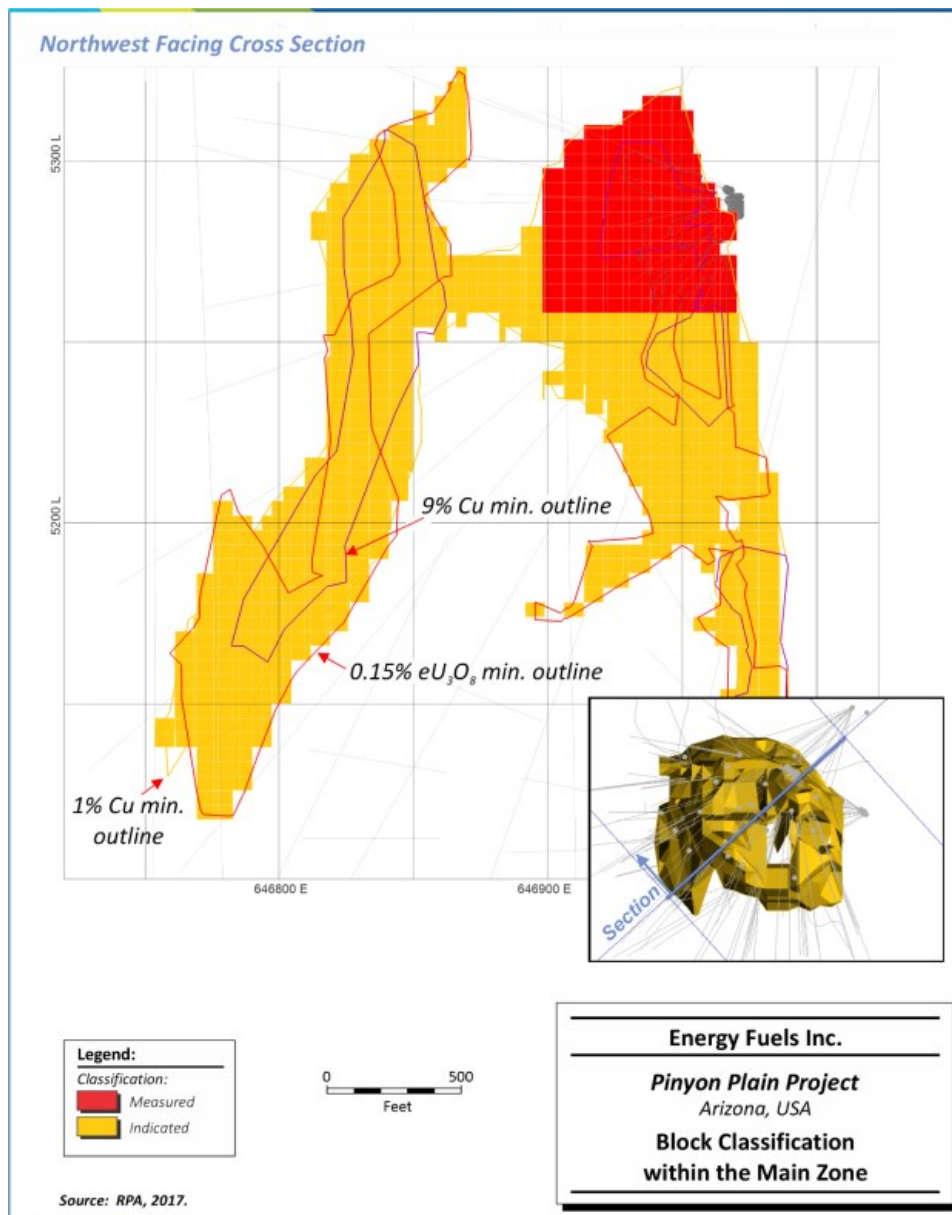 Northwest Facing Cross Section
5300 L
5200 L
9% Cu min. outline
0.15% eU₃O₈ min. outline
1% Cu min.
outline
646800 E
646900 E
Section
Legend:
Classification:
Measured
Indicated
0 500
Feet
Energy Fuels Inc.
Pinyon Plain Project
Arizona, USA
Block Classification
within the Main Zone
Source: RPA, 2017.